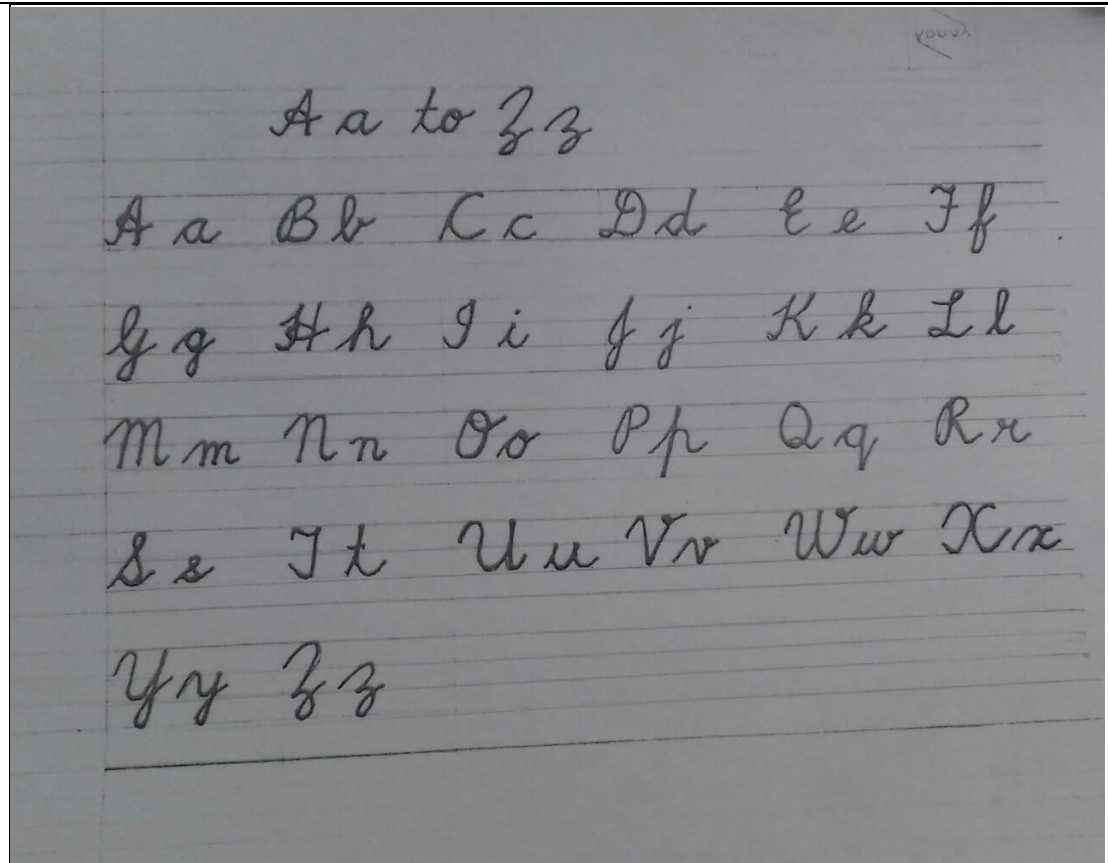 Aa to Zz
Aa Bb Cc Dd Ee Ff
Gg Hh Ii Jj Kk Ll
Mm Nn Oo Pp Qq Rr
Ss Tt Uu Vv Ww Xx
Yy Zz